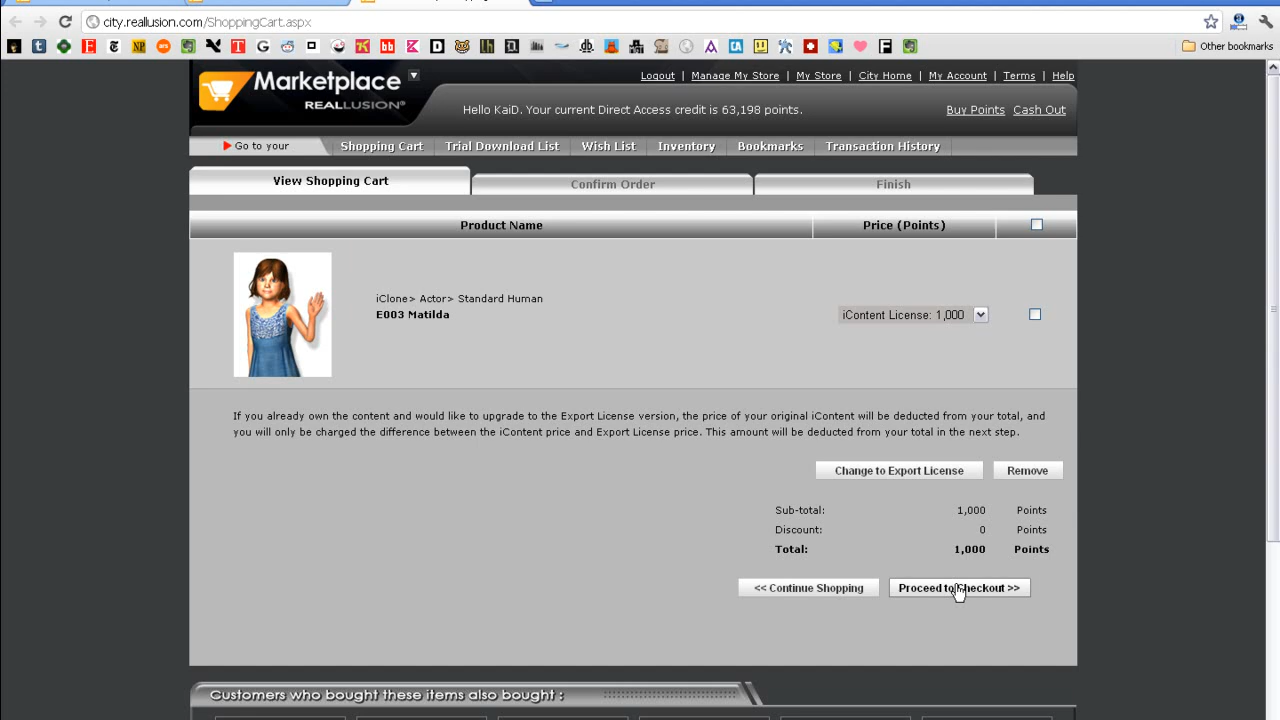 city.reallusion.com/ShoppingCart.aspx
Other bookmarks
Marketplace
REALLUSION®
Logout | Manage My Store | My Store | City Home | My Account | Terms | Help
Hello KaiD. Your current Direct Access credit is 63,198 points.
Buy Points Cash Out
Go to your Shopping Cart Trial Download List Wish List Inventory Bookmarks Transaction History
View Shopping Cart Confirm Order Finish
Product Name Price (Points)
iClone> Actor> Standard Human
E003 Matilda
iContent License: 1,000
If you already own the content and would like to upgrade to the Export License version, the price of your original iContent will be deducted from your total, and
you will only be charged the difference between the iContent price and Export License price. This amount will be deducted from your total in the next step.
Change to Export License Remove
Sub-total: 1,000 Points
Discount: 0 Points
Total: 1,000 Points
<< Continue Shopping Proceed to Checkout >>
Customers who bought these items also bought :